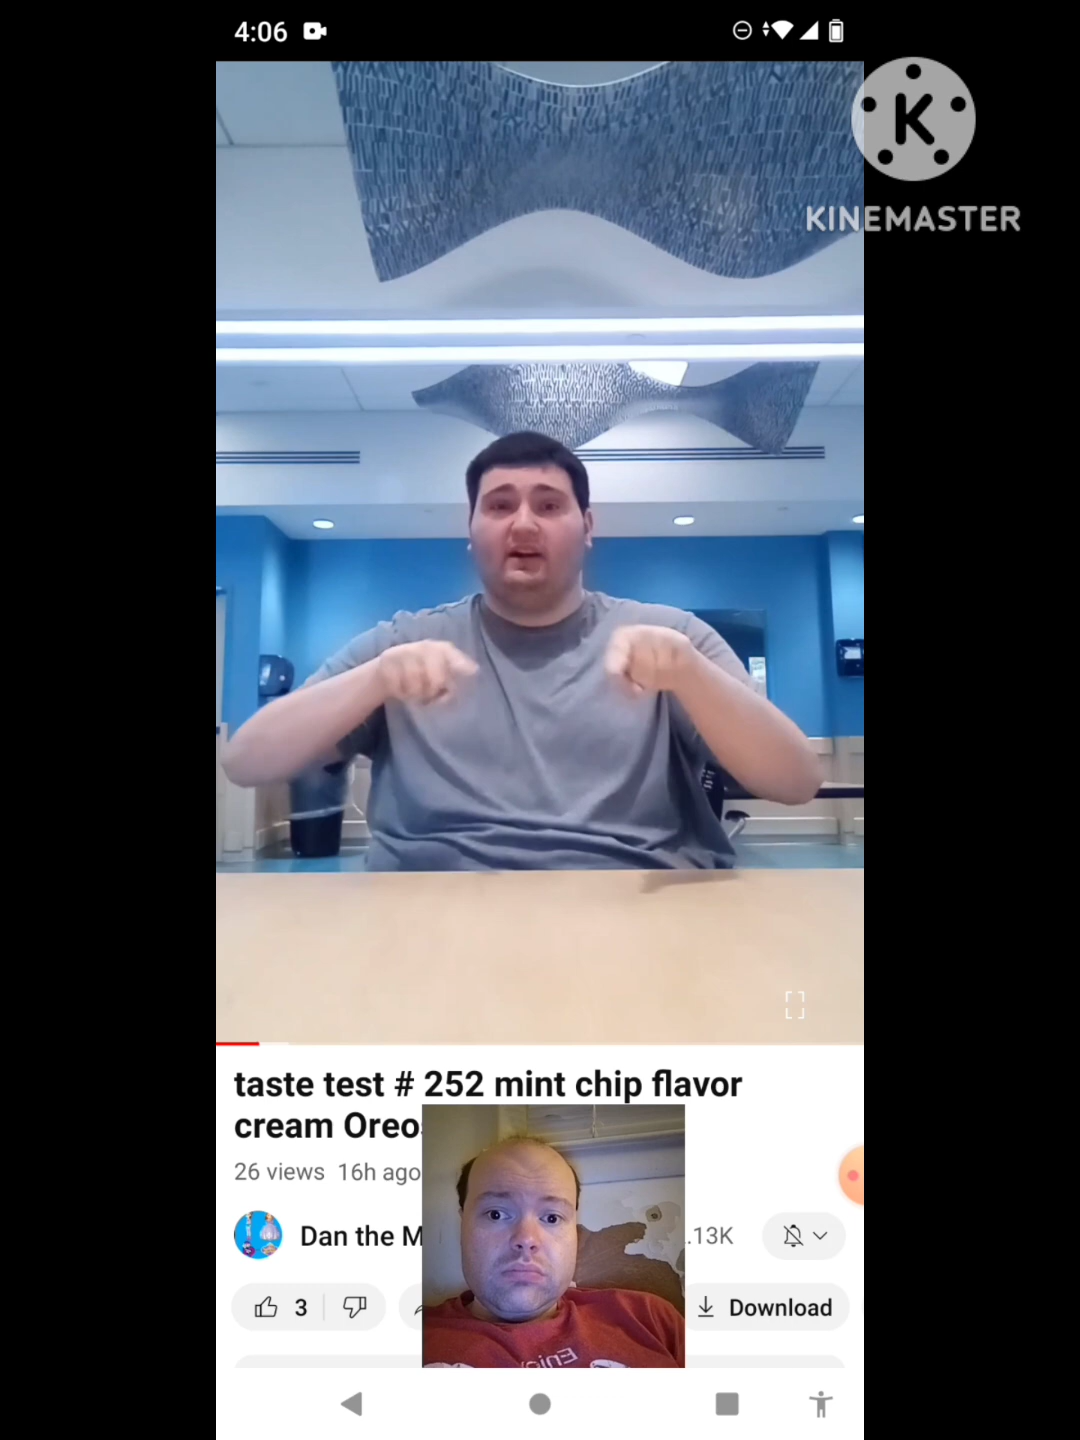 4:06
K
KINEMASTER
taste test # 252 mint chip flavor
cream Oreo
26 views 16h ago
Dan the M
.13K
3
Download
Enjoy